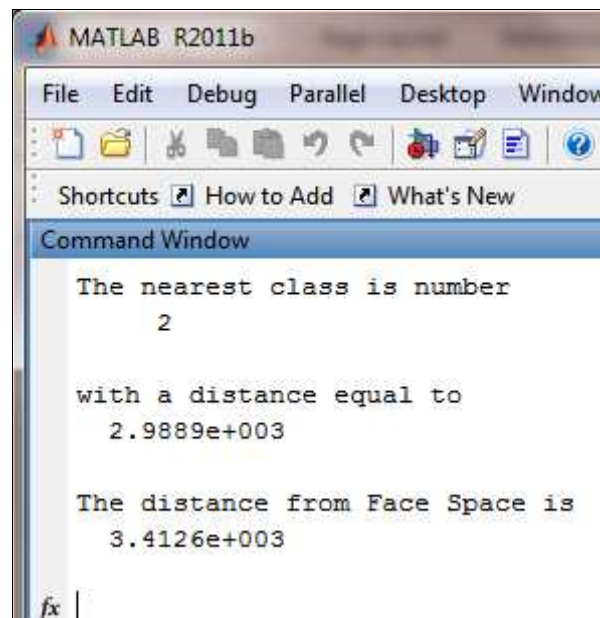 MATLAB R2011b
File Edit Debug Parallel Desktop Window
Shortcuts How to Add What's New
Command Window
The nearest class is number
2
with a distance equal to
2.9889e+003
The distance from Face Space is
3.4126e+003
fx